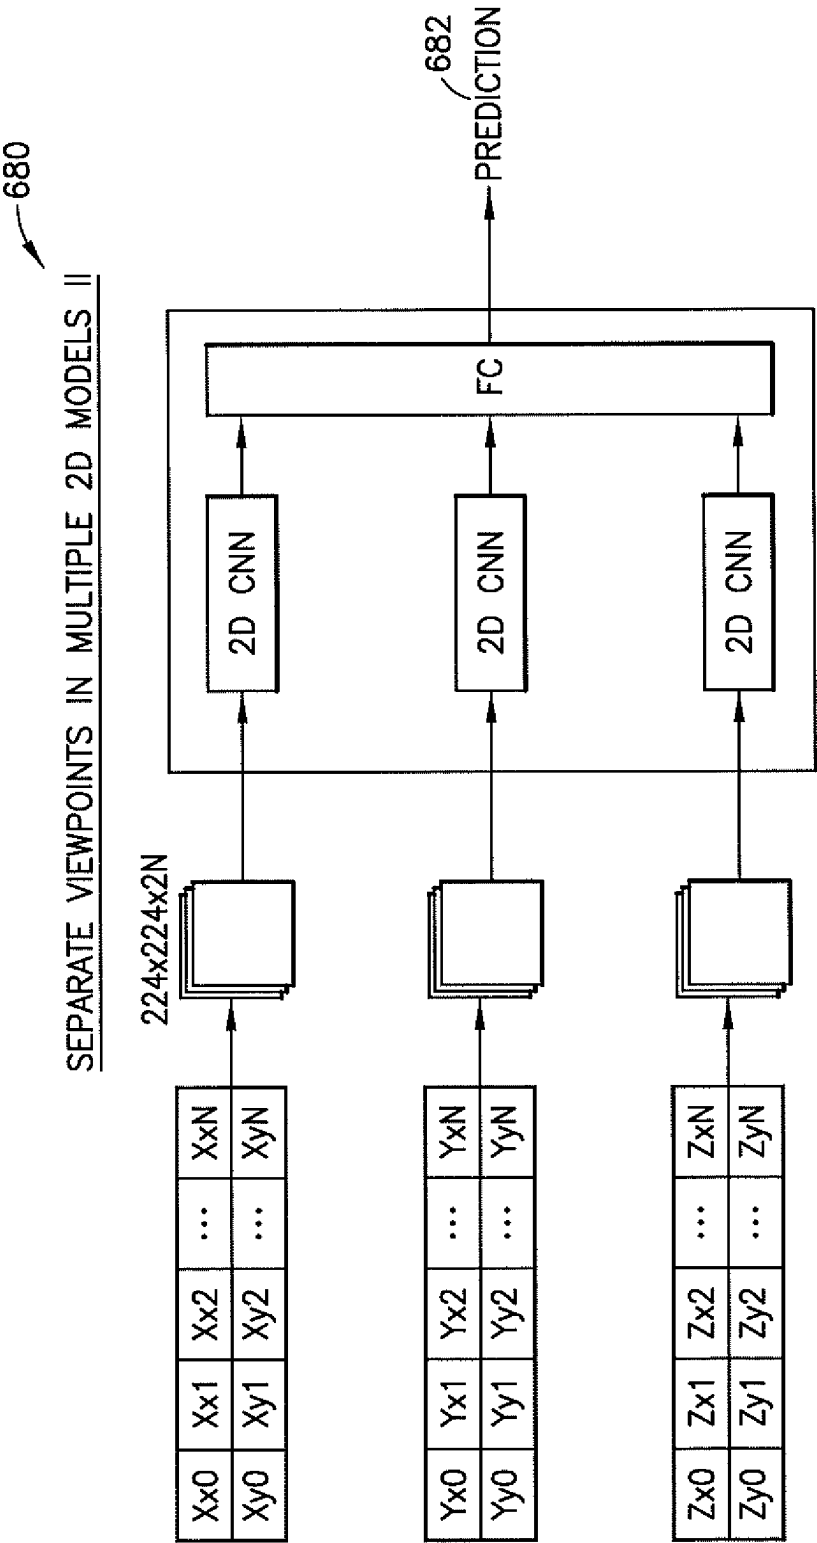 680
SEPARATE VIEWPOINTS IN MULTIPLE 2D MODELS II
224x224x2N
Xx0 Xx1 Xx2 ... XxN
Xy0 Xy1 Xy2 ... XyN
2D CNN
Yx0 Yx1 Yx2 ... YxN
Yy0 Yy1 Yy2 ... YyN
2D CNN
FC
682
PREDICTION
Zx0 Zx1 Zx2 ... ZxN
Zy0 Zy1 Zy2 ... ZyN
2D CNN